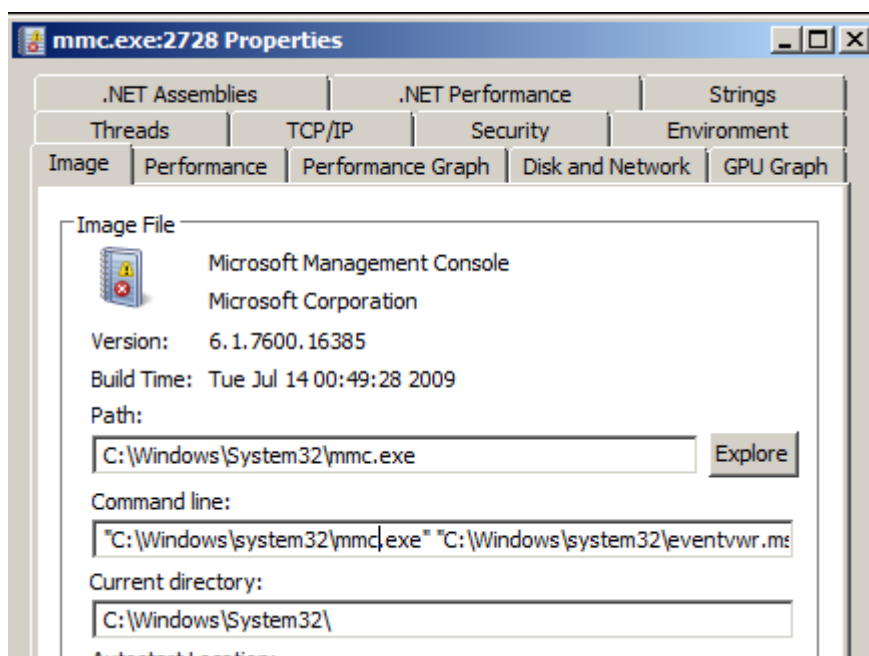 mmc.exe:2728 Properties
.NET Assemblies .NET Performance Strings
Threads TCP/IP Security Environment
Image Performance Performance Graph Disk and Network GPU Graph
Image File
Microsoft Management Console
Microsoft Corporation
Version: 6.1.7600.16385
Build Time: Tue Jul 14 00:49:28 2009
Path:
C:\Windows\System32\mmc.exe Explore
Command line:
"C:\Windows\system32\mmc.exe" "C:\Windows\system32\eventvwr.ms
Current directory:
C:\Windows\System32\
Autostart Location: